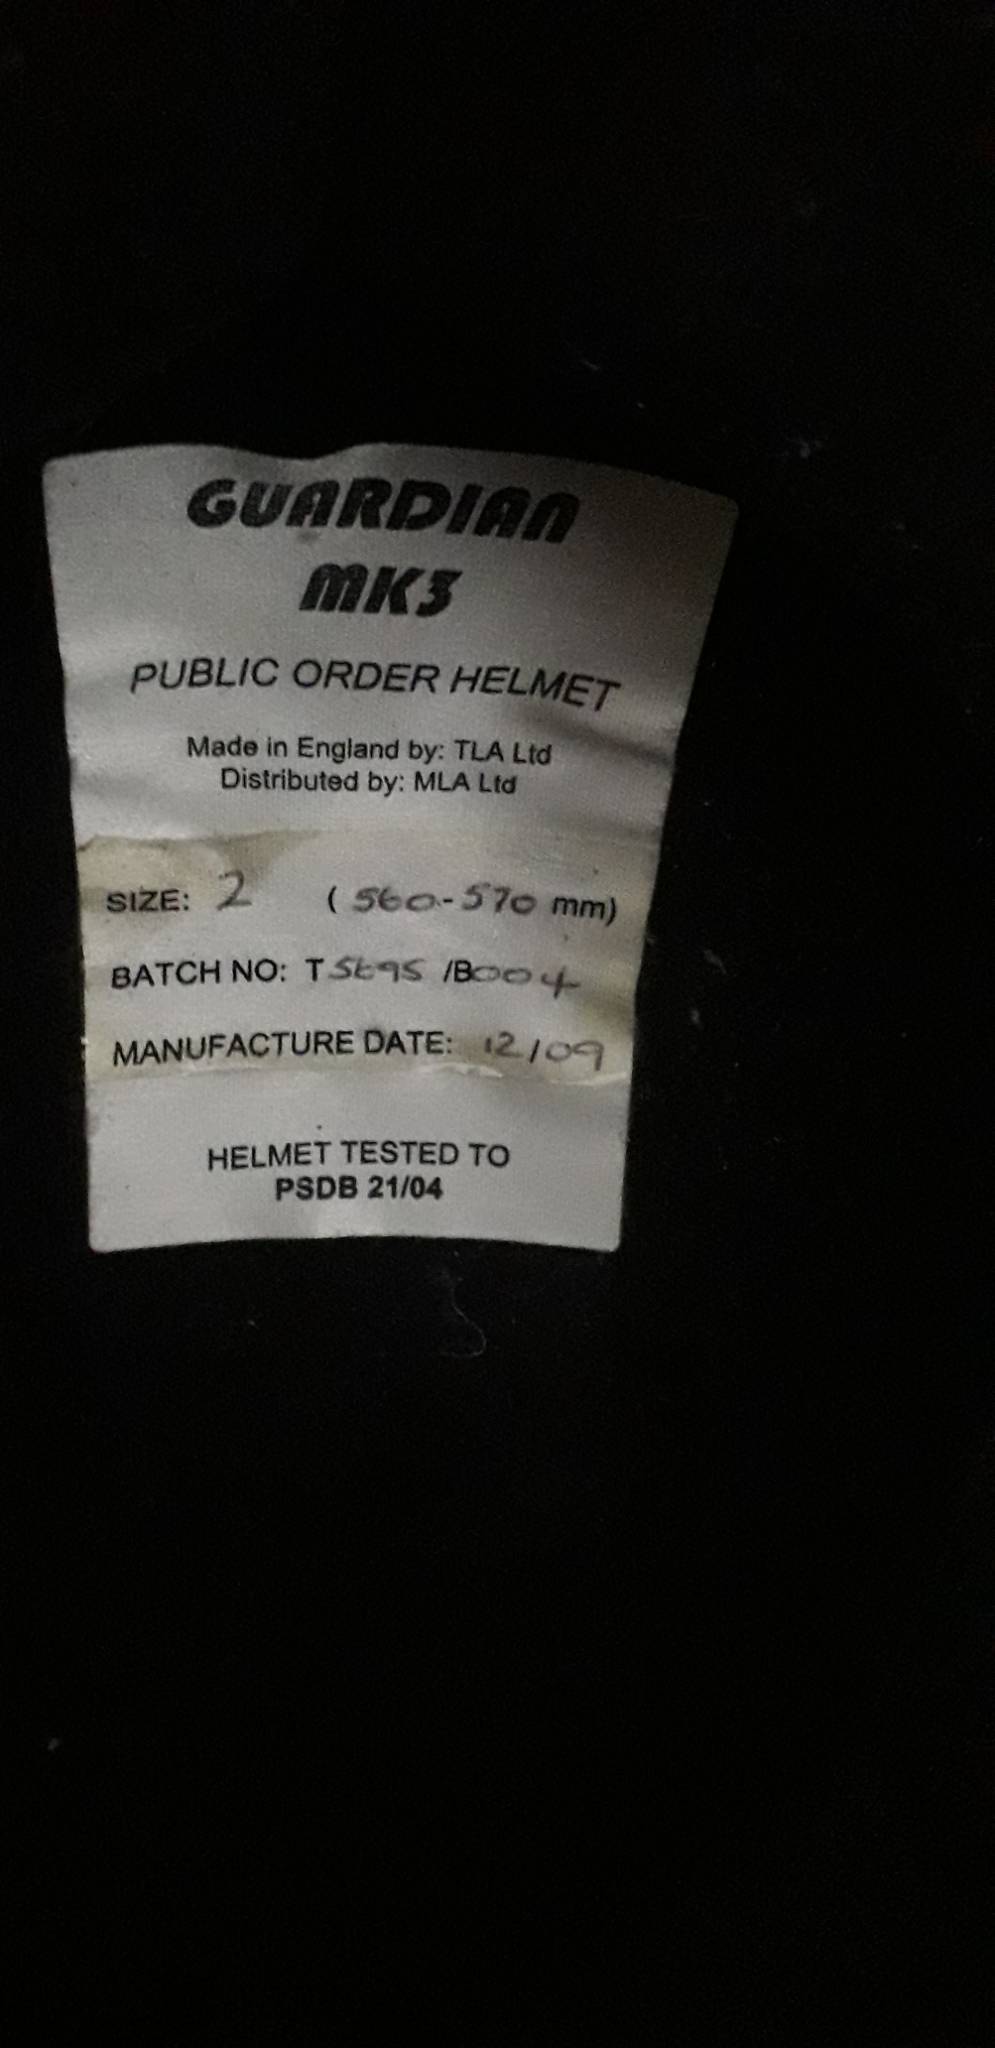 GUARDIAN
MK3
PUBLIC ORDER HELMET
Made in England by: TLA Ltd
Distributed by: MLA Ltd
SIZE: 2 ( 560-570 mm)
BATCH NO: T5695 /B004
MANUFACTURE DATE: 12/09
HELMET TESTED TO
PSDB 21/04